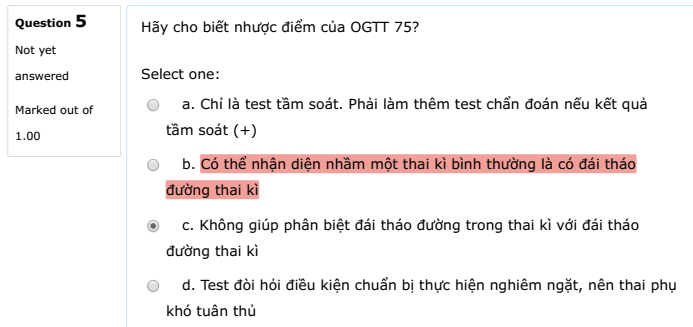 Question 5
Not yet
answered
Marked out of
1.00
Hãy cho biết nhược điểm của OGTT 75?
Select one:
a. Chỉ là test tầm soát. Phải làm thêm test chẩn đoán nếu kết quả
tầm soát (+)
b. Có thể nhận diện nhầm một thai kì bình thường là có đái tháo
đường thai kì
c. Không giúp phân biệt đái tháo đường trong thai kì với đái tháo
đường thai kì
d. Test đòi hỏi điều kiện chuẩn bị thực hiện nghiêm ngặt, nên thai phụ
khó tuân thủ